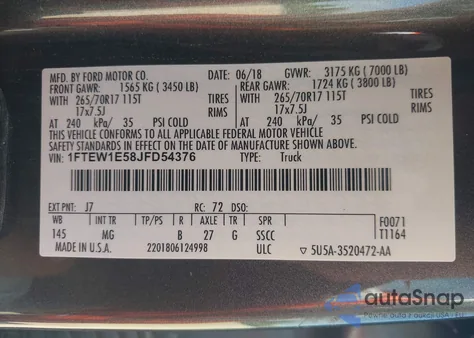 MFD. BY FORD MOTOR CO.
06/18 GVWR: 3175 KG (7000 LB)
FRONT GAWR: 1565 KG (3450 LB)
REAR GAWR: 1724 KG (3800 LB)
WITH 265/70R17 115T TIRES
WITH 265/70R17 115T TIRES
17x7.5J RIMS
17x7.5J RIMS
AT 240 kPa/ 35 PSI COLD
AT 240 kPa/ 35 PSI COLD
THIS VEHICLE CONFORMS TO ALL APPLICABLE FEDERAL MOTOR VEHICLE
SAFETY STANDARDS IN EFFECT ON THE DATE OF MANUFACTURE SHOWN ABOVE.
VIN: 1FTEW1E58JFD54376 TYPE: Truck
EXT PNT: J7 RC: 72 DSO:
WB INT TR TP/PS R AXLE TR SPR
F0071
145 MG B 27 G SSCC
T1164
MADE IN U.S.A. 2201806124998 ULC ▽ 5U5A-3520472-AA
autoSnap
Pewne auto z aukcji USA - EU